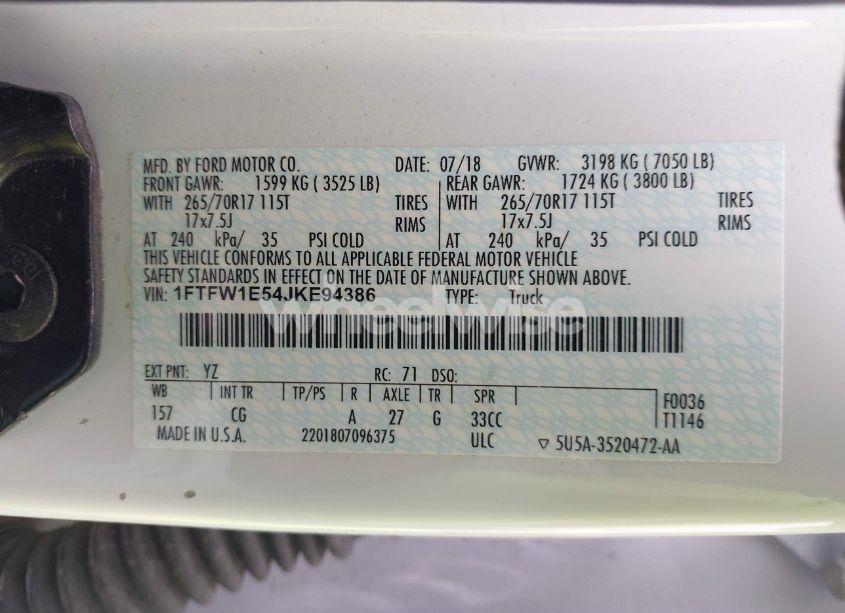 MFD. BY FORD MOTOR CO. DATE: 07/18 GVWR: 3198 KG ( 7050 LB)
FRONT GAWR: 1599 KG ( 3525 LB) REAR GAWR: 1724 KG ( 3800 LB)
WITH 265/70R17 115T TIRES WITH 265/70R17 115T TIRES
17x7.5J RIMS 17x7.5J RIMS
AT 240 kPa/ 35 PSI COLD AT 240 kPa/ 35 PSI COLD
THIS VEHICLE CONFORMS TO ALL APPLICABLE FEDERAL MOTOR VEHICLE
SAFETY STANDARDS IN EFFECT ON THE DATE OF MANUFACTURE SHOWN ABOVE.
VIN: 1FTFW1E54JKE94386 TYPE: Truck
wheelwise
EXT PNT: YZ RC: 71 DSO:
WB INT TR TP/PS R AXLE TR SPR F0036
157 CG A 27 G 33CC T1146
MADE IN U.S.A. 2201807096375 ULC ▽ 5U5A-3520472-AA